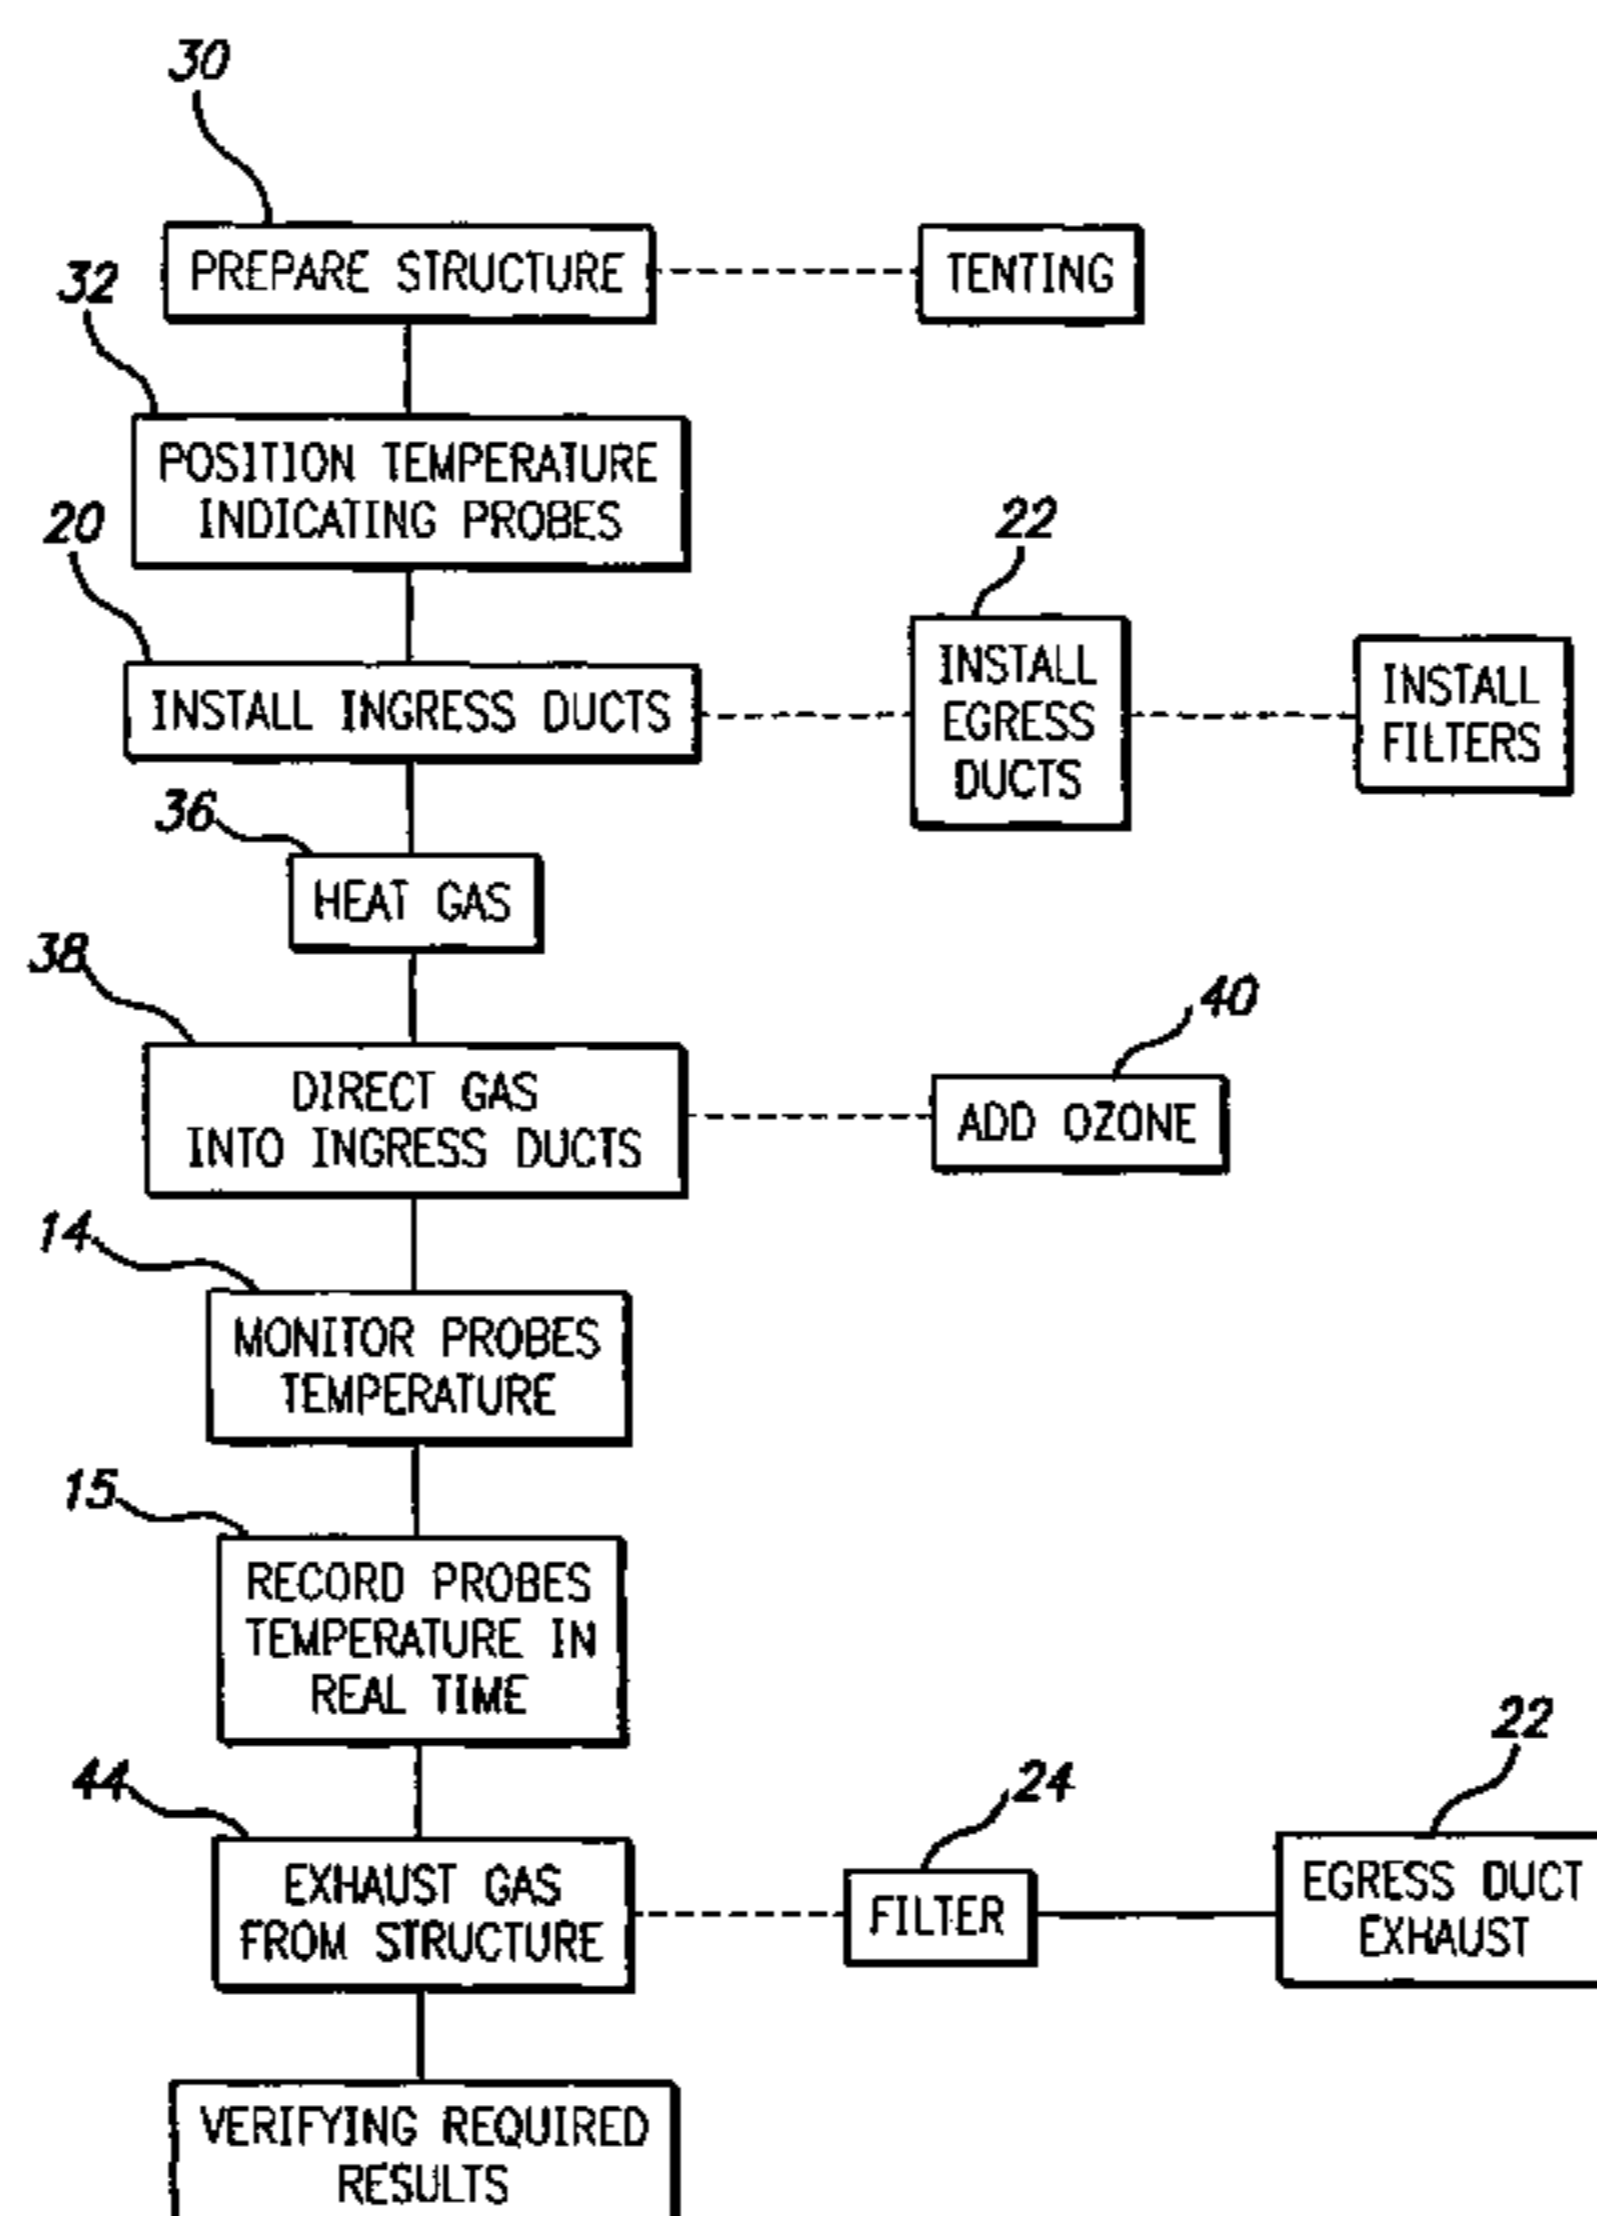 30
PREPARE STRUCTURE
TENTING
32
POSITION TEMPERATURE
INDICATING PROBES
20
INSTALL INGRESS DUCTS
22
INSTALL
EGRESS
DUCTS
INSTALL
FILTERS
36
HEAT GAS
38
DIRECT GAS
INTO INGRESS DUCTS
40
ADD OZONE
14
MONITOR PROBES
TEMPERATURE
15
RECORD PROBES
TEMPERATURE IN
REAL TIME
44
EXHAUST GAS
FROM STRUCTURE
24
FILTER
22
EGRESS DUCT
EXHAUST
VERIFYING REQUIRED
RESULTS